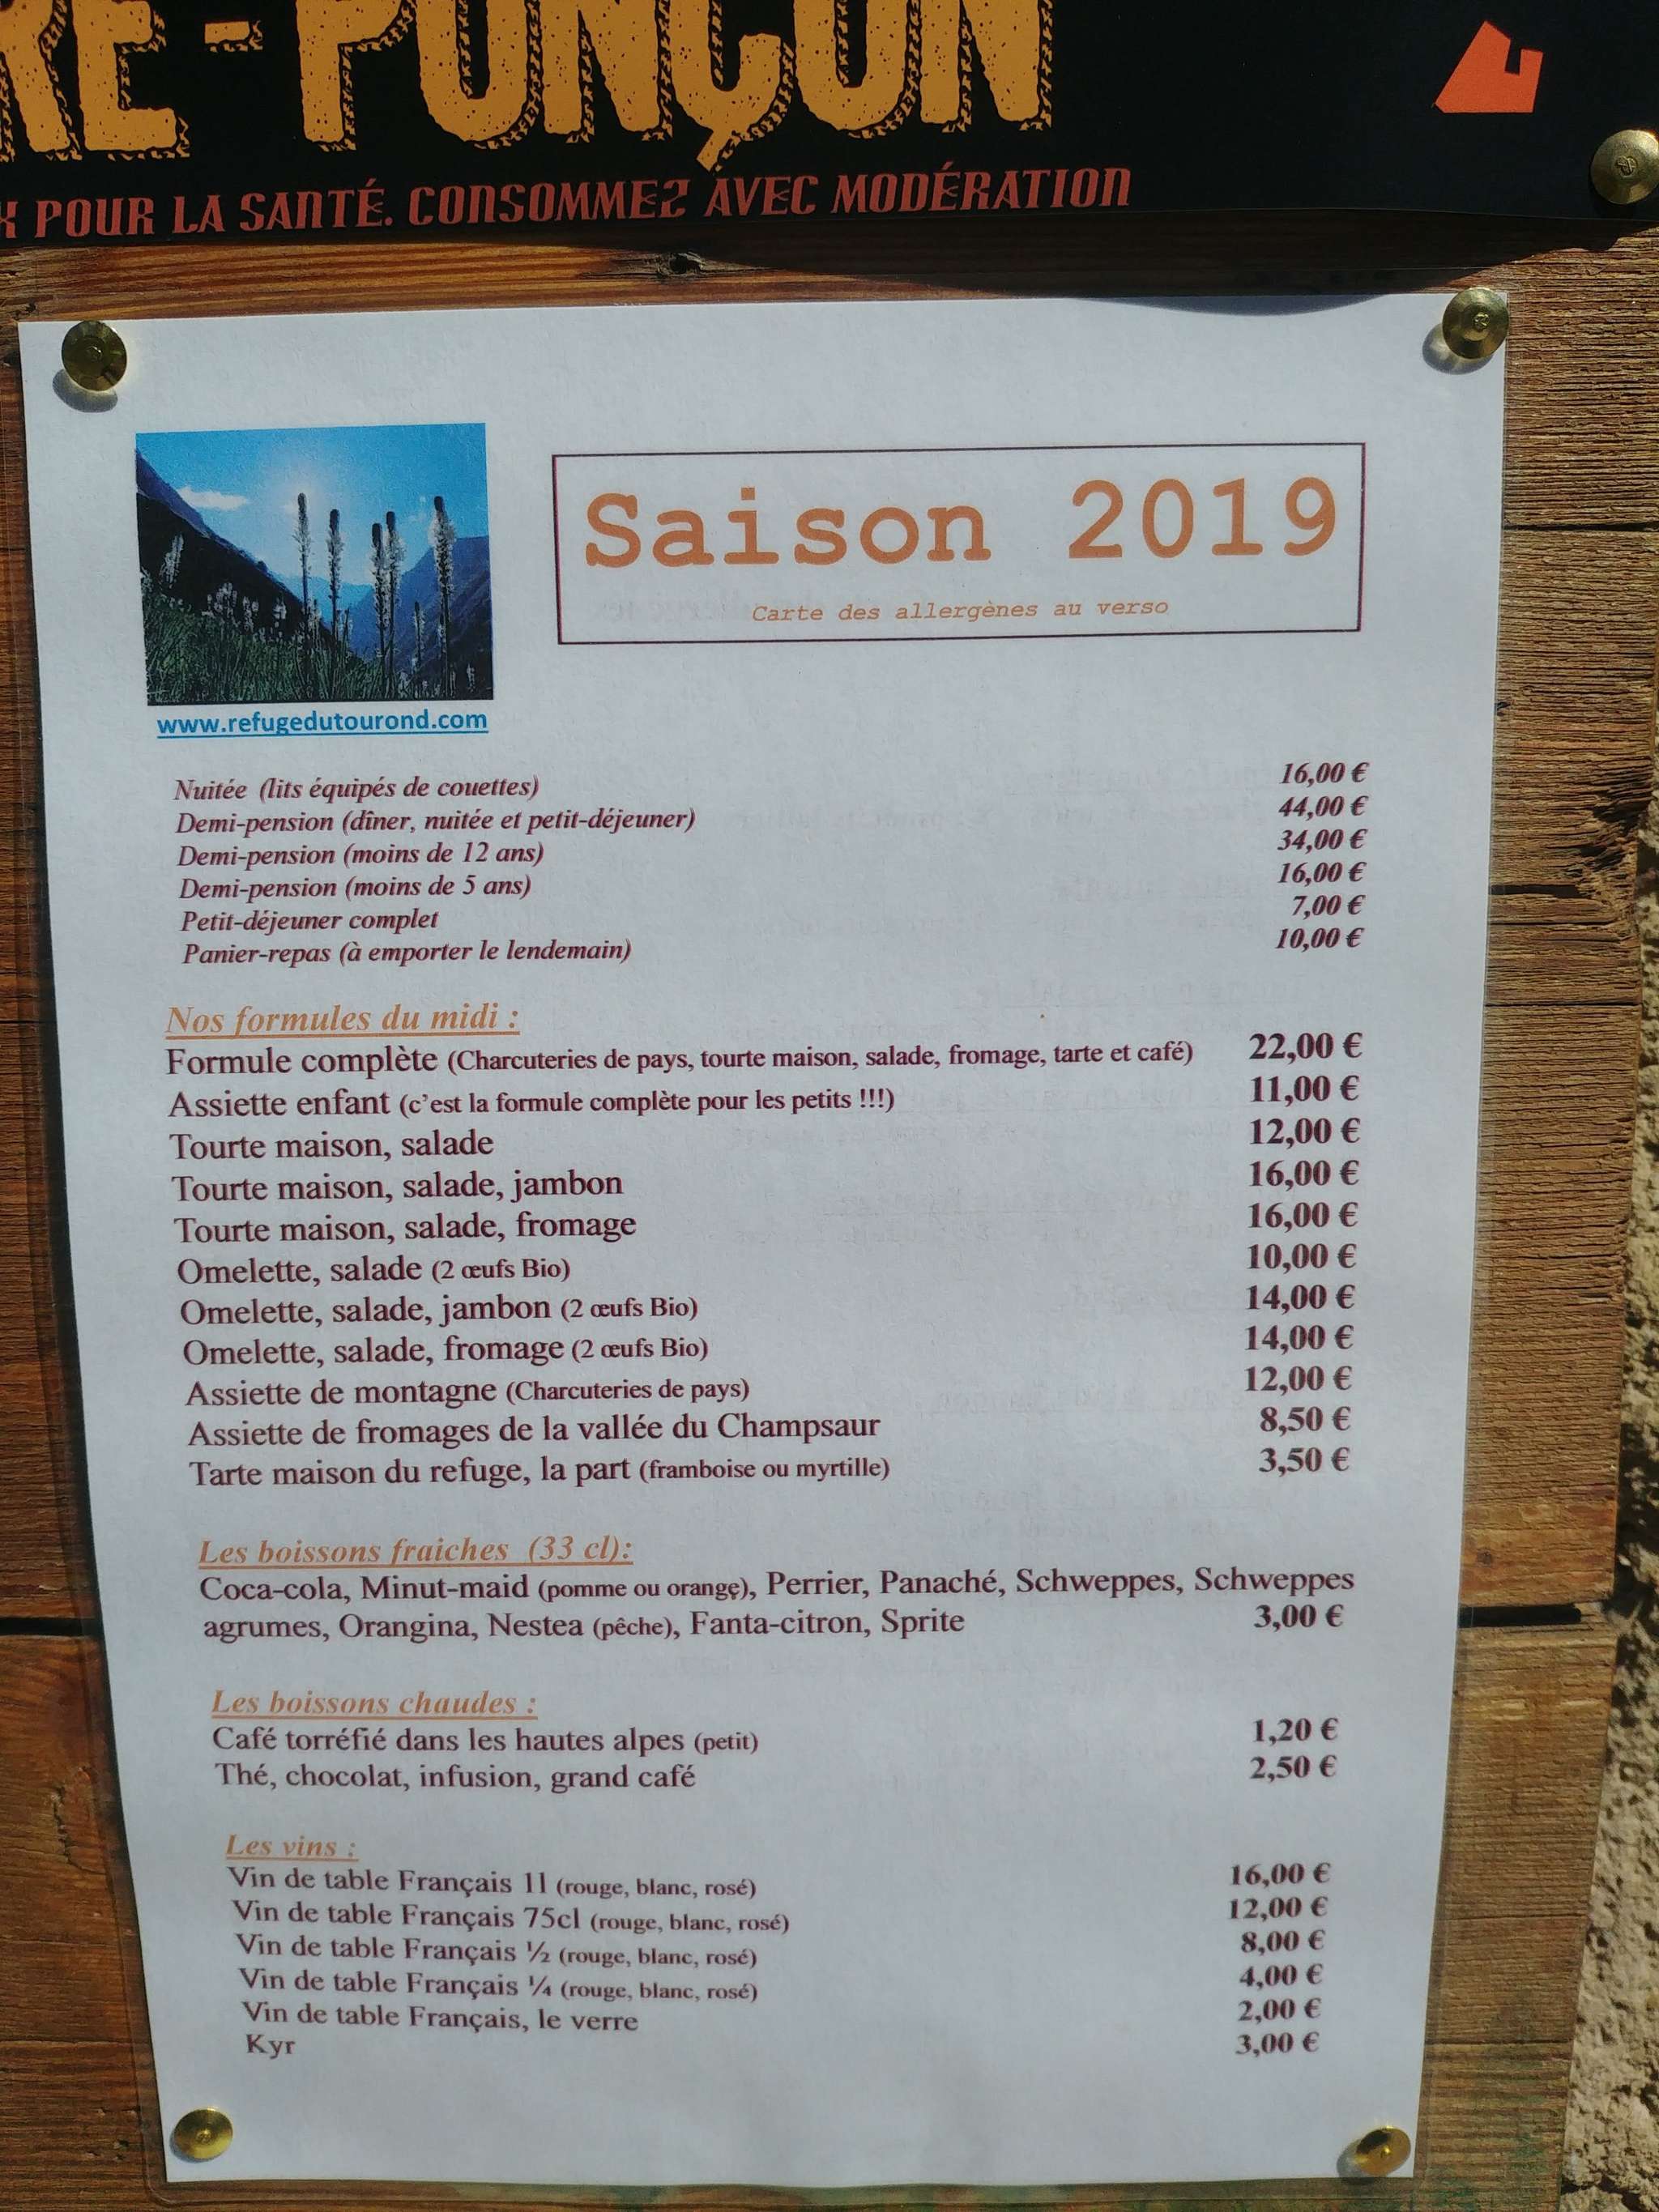 RE-PONÇON
POUR LA SANTÉ. CONSOMMEZ AVEC MODÉRATION
Saison 2019
Carte des allergènes au verso
www.refugedutourond.com
Nuitée (lits équipés de couettes) 16,00 €
Demi-pension (dîner, nuitée et petit-déjeuner) 44,00 €
Demi-pension (moins de 12 ans) 34,00 €
Demi-pension (moins de 5 ans) 16,00 €
Petit-déjeuner complet 7,00 €
Panier-repas (à emporter le lendemain) 10,00 €
Nos formules du midi :
Formule complète (Charcuteries de pays, tourte maison, salade, fromage, tarte et café) 22,00 €
Assiette enfant (c’est la formule complète pour les petits !!!) 11,00 €
Tourte maison, salade 12,00 €
Tourte maison, salade, jambon 16,00 €
Tourte maison, salade, fromage 16,00 €
Omelette, salade (2 œufs Bio) 10,00 €
Omelette, salade, jambon (2 œufs Bio) 14,00 €
Omelette, salade, fromage (2 œufs Bio) 14,00 €
Assiette de montagne (Charcuteries de pays) 12,00 €
Assiette de fromages de la vallée du Champsaur 8,50 €
Tarte maison du refuge, la part (framboise ou myrtille) 3,50 €
Les boissons fraiches (33 cl):
Coca-cola, Minut-maid (pomme ou orange), Perrier, Panaché, Schweppes, Schweppes
agrumes, Orangina, Nestea (pêche), Fanta-citron, Sprite 3,00 €
Les boissons chaudes :
Café torréfié dans les hautes alpes (petit) 1,20 €
Thé, chocolat, infusion, grand café 2,50 €
Les vins :
Vin de table Français 1l (rouge, blanc, rosé) 16,00 €
Vin de table Français 75cl (rouge, blanc, rosé) 12,00 €
Vin de table Français ½ (rouge, blanc, rosé) 8,00 €
Vin de table Français ¼ (rouge, blanc, rosé) 4,00 €
Vin de table Français, le verre 2,00 €
Kyr 3,00 €